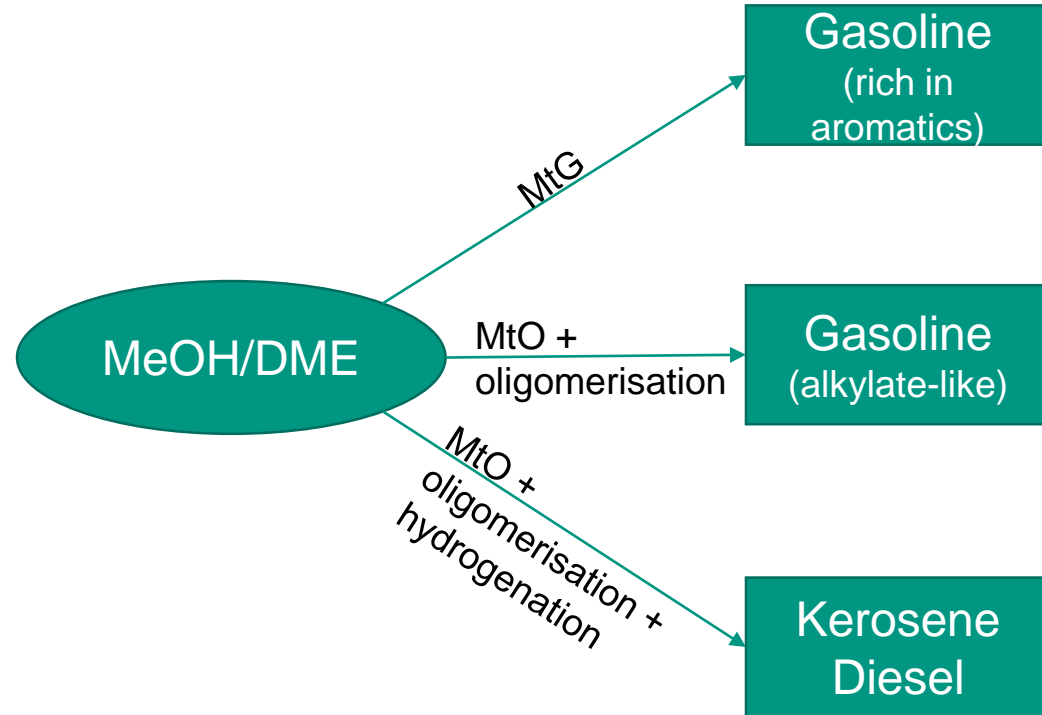 Gasoline
(rich in
aromatics)
MtG
MeOH/DME
MtO +
oligomerisation
Gasoline
(alkylate-like)
MtO +
oligomerisation +
hydrogenation
Kerosene
Diesel